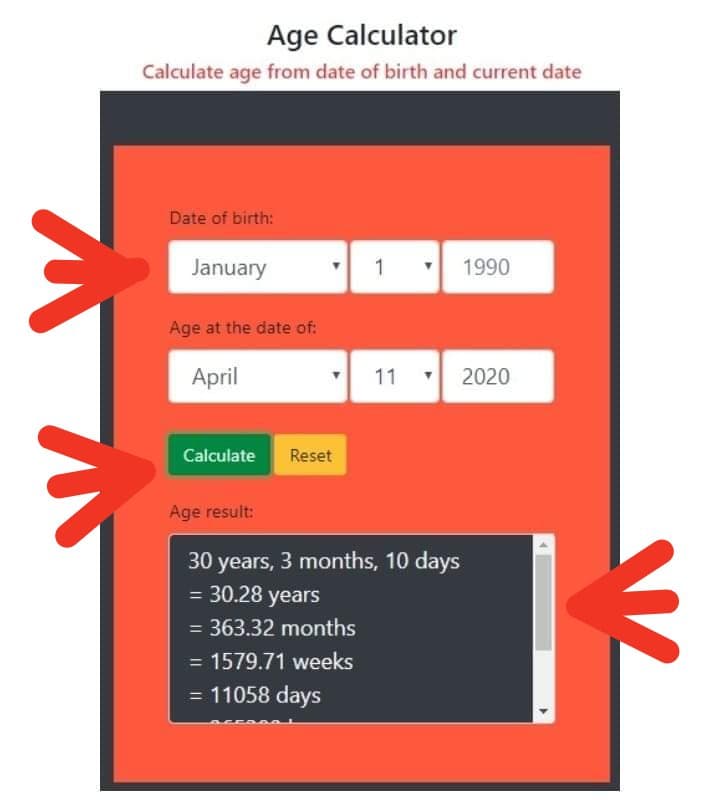 Age Calculator
Calculate age from date of birth and current date
Date of birth:
January 1 1990
Age at the date of:
April 11 2020
Calculate Reset
Age result:
30 years, 3 months, 10 days
= 30.28 years
= 363.32 months
= 1579.71 weeks
= 11058 days